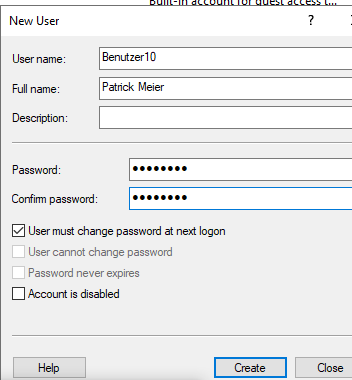 Built-in account for guest access t...
New User
?
User name: Benutzer10
Full name: Patrick Meier
Description:
Password: ●●●●●●●●
Confirm password: ●●●●●●●●
User must change password at next logon
User cannot change password
Password never expires
Account is disabled
Help Create Close